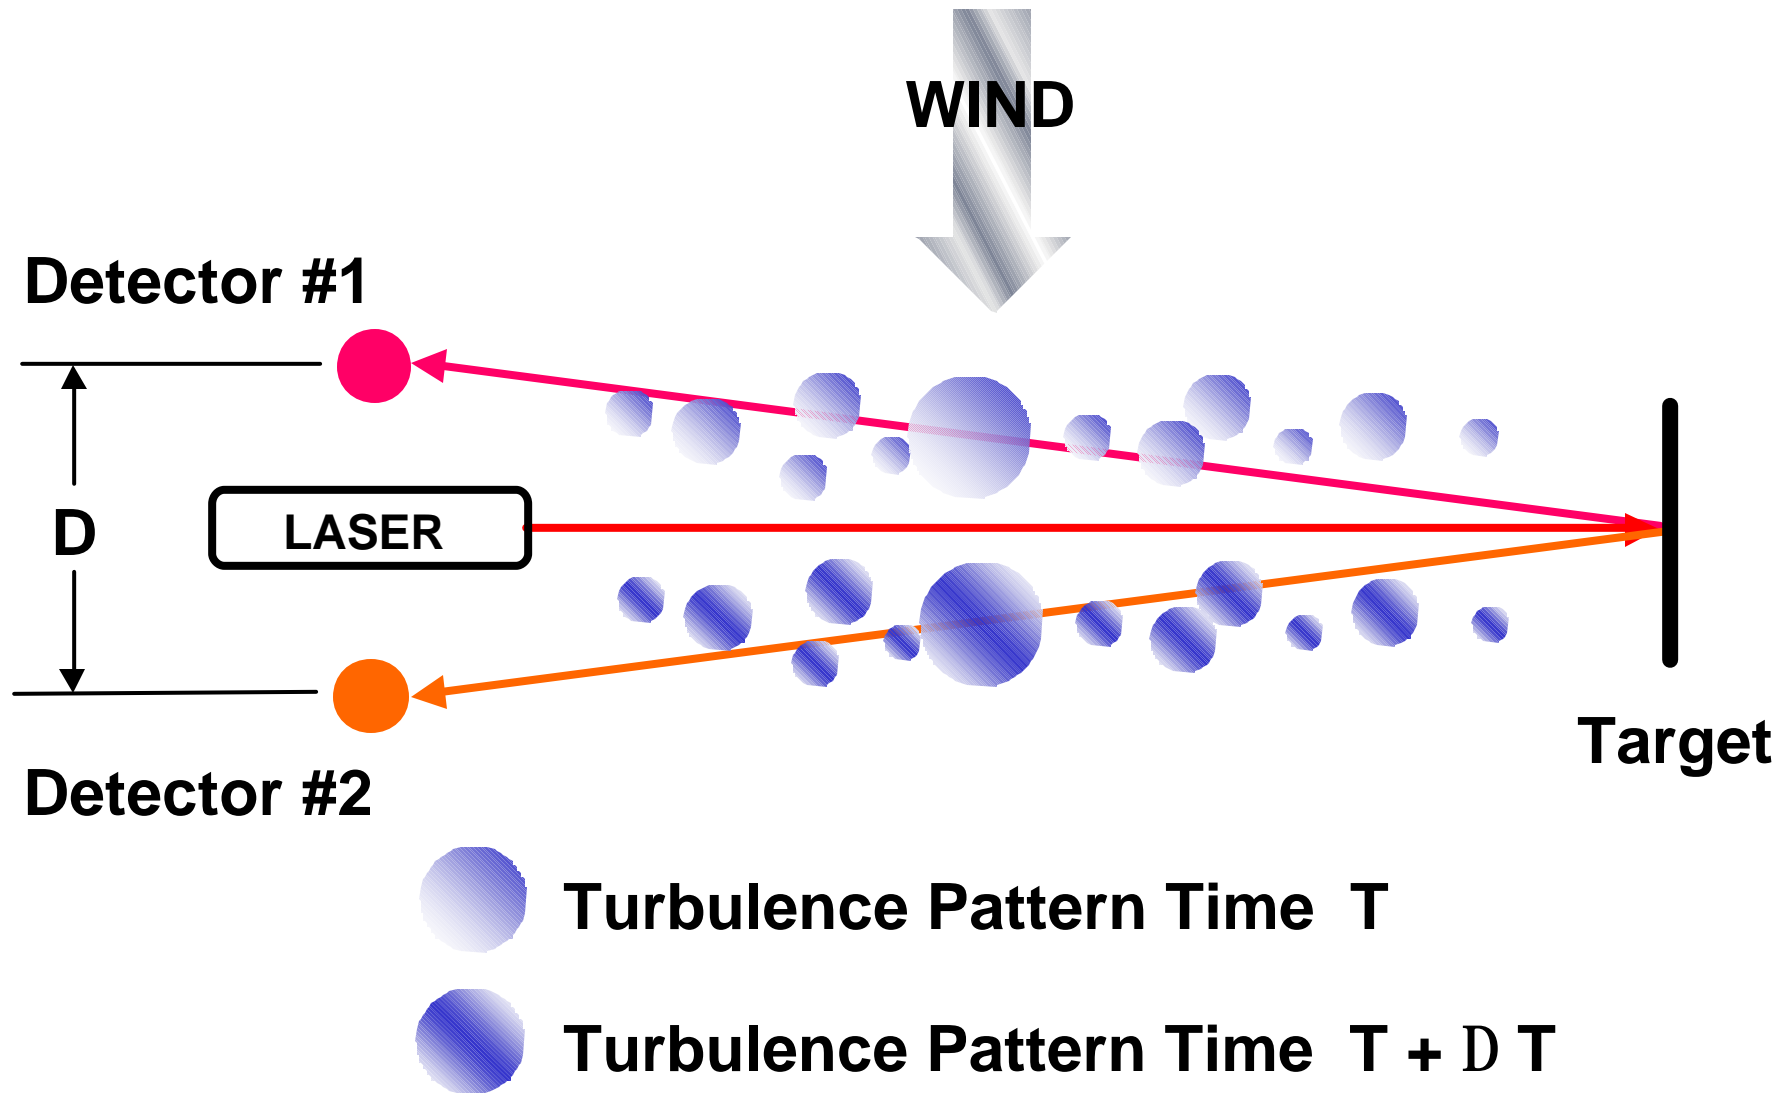 WIND
Detector #1
D
LASER
Target
Detector #2
Turbulence Pattern Time T
Turbulence Pattern Time T + D T